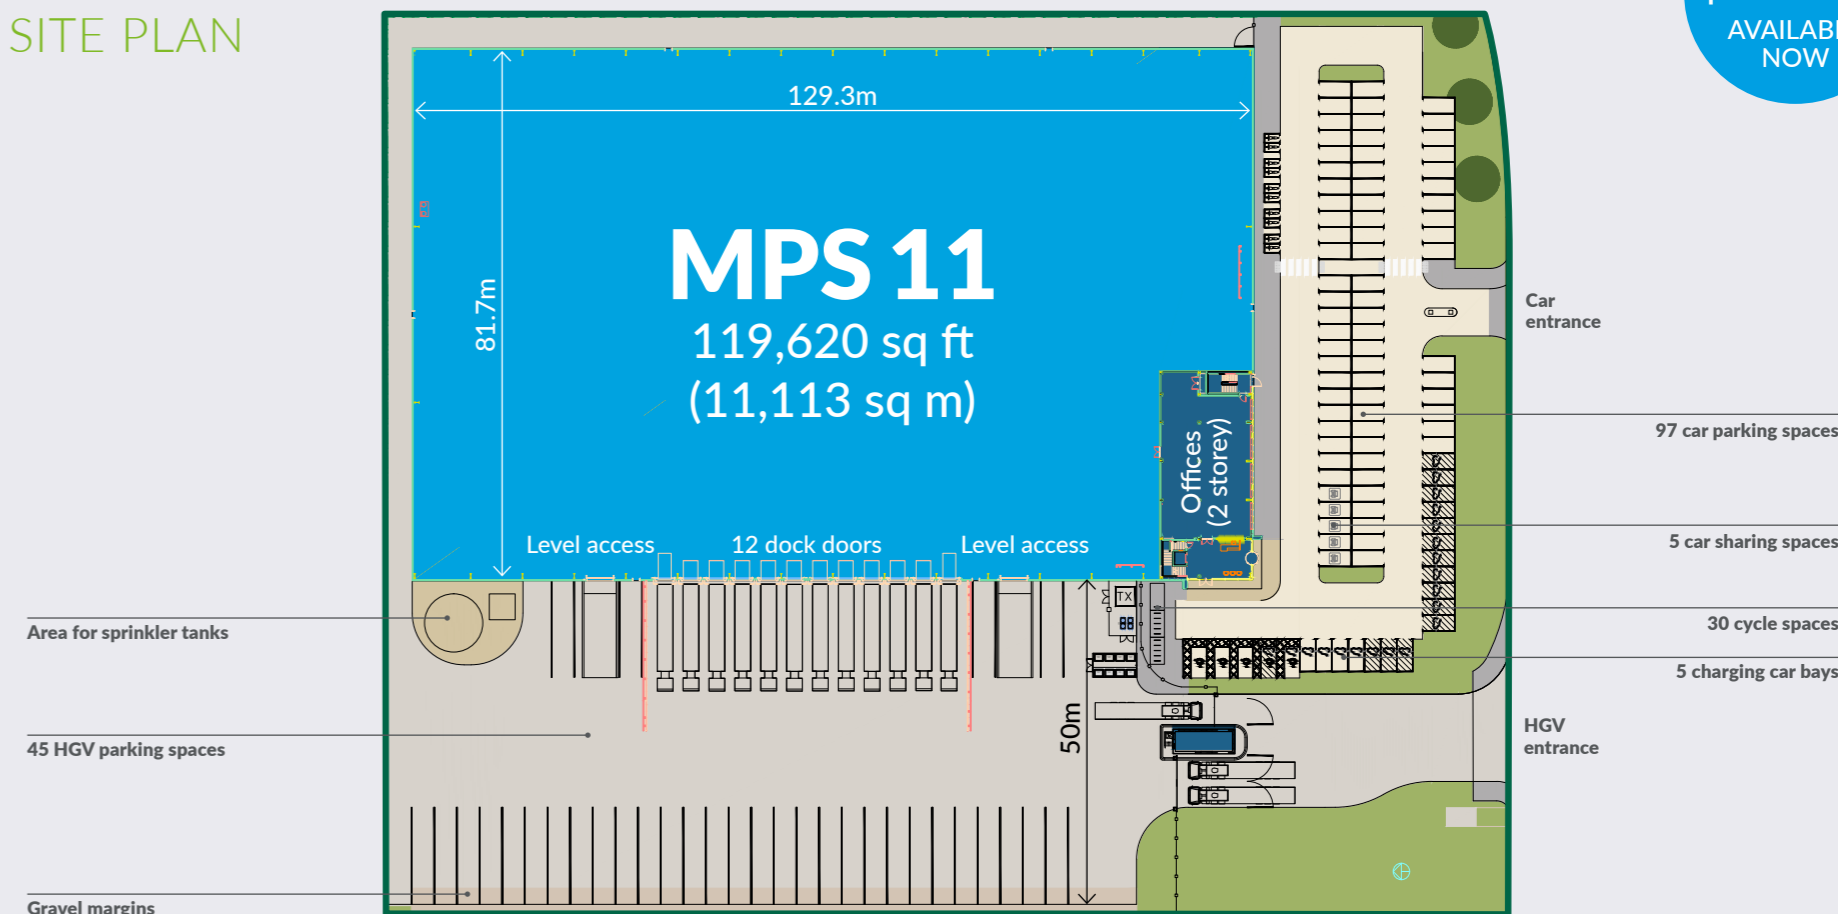 SITE PLAN
AVAILABLE
NOW
129.3m
81.7m
MPS 11
119,620 sq ft
(11,113 sq m)
Offices
(2 storey)
Level access
12 dock doors
Level access
TX
50m
Car
entrance
97 car parking spaces
5 car sharing spaces
30 cycle spaces
5 charging car bays
HGV
entrance
Area for sprinkler tanks
45 HGV parking spaces
Gravel margins